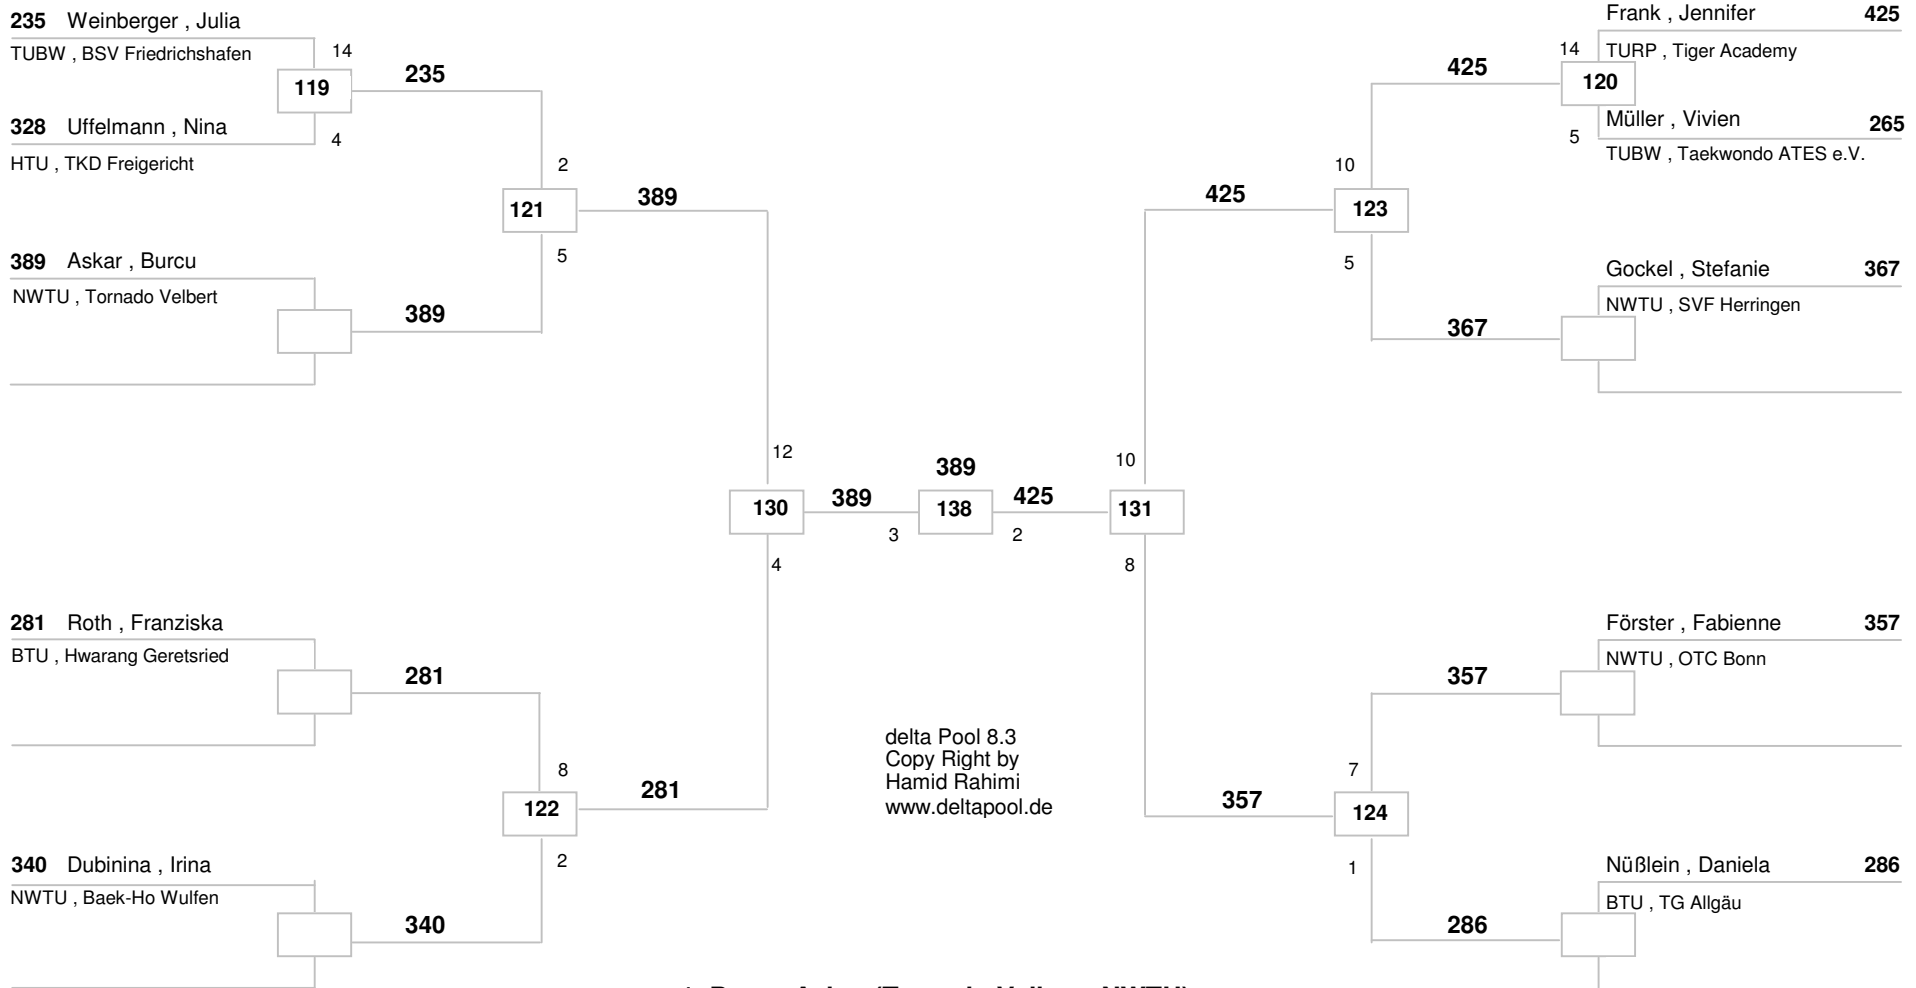 235 Weinberger , Julia
TUBW , BSV Friedrichshafen
14
119
235
328 Uffelmann , Nina
4
HTU , TKD Freigericht
2
121
389
5
389 Askar , Burcu
NWTU , Tornado Velbert
389
12
130
389
4
281 Roth , Franziska
BTU , Hwarang Geretsried
281
8
122
281
2
340 Dubinina , Irina
NWTU , Baek-Ho Wulfen
340
389
138
3
2
425
Frank , Jennifer 425
14
TURP , Tiger Academy
120
425
Müller , Vivien 265
5
TUBW , Taekwondo ATES e.V.
10
123
425
5
Gockel , Stefanie 367
NWTU , SVF Herringen
367
10
131
8
Förster , Fabienne 357
NWTU , OTC Bonn
357
7
124
357
1
Nüßlein , Daniela 286
BTU , TG Allgäu
286
delta Pool 8.3
Copy Right by
Hamid Rahimi
www.deltapool.de